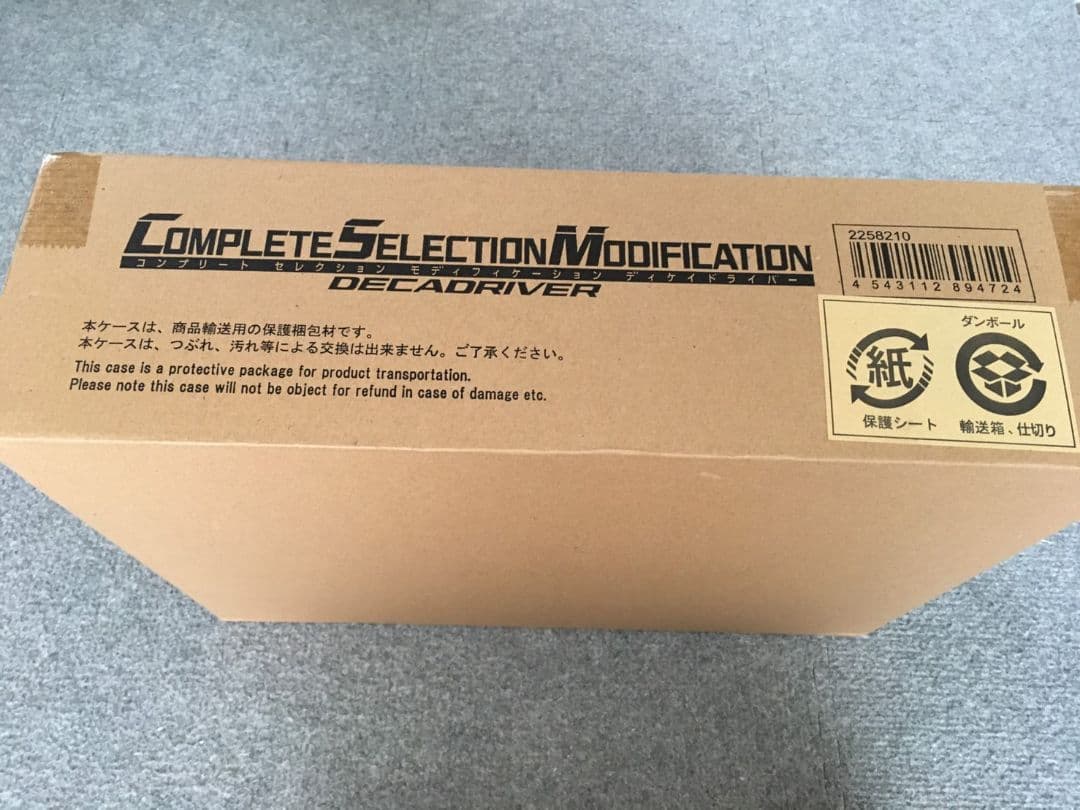 COMPLETE SELECTION MODIFICATION
コンプリート セレクション モディフィケーション ディケイドライバー
DECADRIVER
2258210
4 543112 894724
本ケースは、商品輸送用の保護梱包材です。
本ケースは、つぶれ、汚れ等による交換は出来ません。ご了承ください。
This case is a protective package for product transportation.
Please note this case will not be object for refund in case of damage etc.
ダンボール
紙
保護シート
輸送箱、仕切り